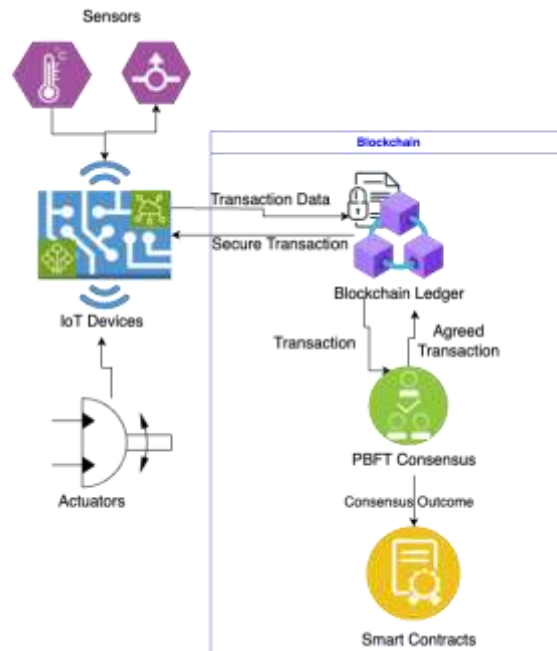 Sensors
Blockchain
Transaction Data
Secure Transaction
IoT Devices
Blockchain Ledger
Transaction
Agreed
Transaction
PBFT Consensus
Actuators
Consensus Outcome
Smart Contracts